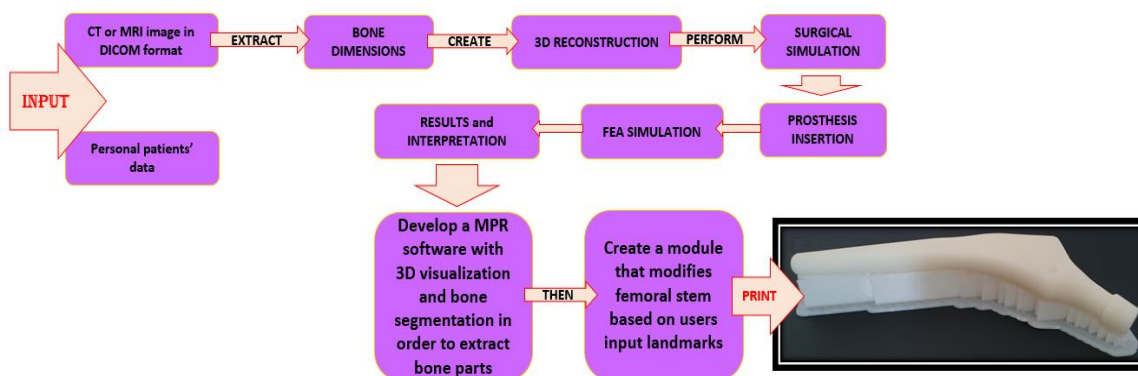 INPUT
CT or MRI image in
DICOM format
EXTRACT
BONE
DIMENSIONS
CREATE
3D RECONSTRUCTION
PERFORM
SURGICAL
SIMULATION
Personal patients'
data
RESULTS and
INTERPRETATION
FEA SIMULATION
PROSTHESIS
INSERTION
Develop a MPR
software with
3D visualization
and bone
segmentation in
order to extract
bone parts
THEN
Create a module
that modifies
femoral stem
based on users
input landmarks
PRINT